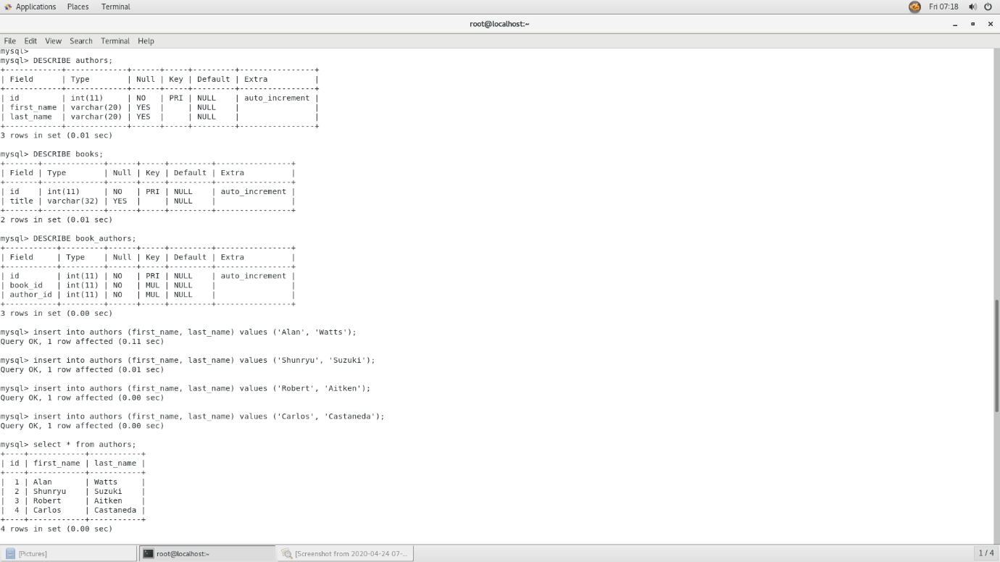 Applications Places Terminal Fri 07:18
root@localhost:~
File Edit View Search Terminal Help
mysql>
mysql> DESCRIBE authors;
+------------+-------------+------+-----+---------+----------------+
| Field      | Type        | Null | Key | Default | Extra          |
+------------+-------------+------+-----+---------+----------------+
| id         | int(11)     | NO   | PRI | NULL    | auto_increment |
| first_name | varchar(20) | YES  |     | NULL    |                |
| last_name  | varchar(20) | YES  |     | NULL    |                |
+------------+-------------+------+-----+---------+----------------+
3 rows in set (0.01 sec)
mysql> DESCRIBE books;
+-------+-------------+------+-----+---------+----------------+
| Field | Type        | Null | Key | Default | Extra          |
+-------+-------------+------+-----+---------+----------------+
| id    | int(11)     | NO   | PRI | NULL    | auto_increment |
| title | varchar(32) | YES  |     | NULL    |                |
+-------+-------------+------+-----+---------+----------------+
2 rows in set (0.01 sec)
mysql> DESCRIBE book_authors;
+-----------+---------+------+-----+---------+----------------+
| Field     | Type    | Null | Key | Default | Extra          |
+-----------+---------+------+-----+---------+----------------+
| id        | int(11) | NO   | PRI | NULL    | auto_increment |
| book_id   | int(11) | NO   | MUL | NULL    |                |
| author_id | int(11) | NO   | MUL | NULL    |                |
+-----------+---------+------+-----+---------+----------------+
3 rows in set (0.00 sec)
mysql> insert into authors (first_name, last_name) values ('Alan', 'Watts');
Query OK, 1 row affected (0.11 sec)
mysql> insert into authors (first_name, last_name) values ('Shunryu', 'Suzuki');
Query OK, 1 row affected (0.01 sec)
mysql> insert into authors (first_name, last_name) values ('Robert', 'Aitken');
Query OK, 1 row affected (0.00 sec)
mysql> insert into authors (first_name, last_name) values ('Carlos', 'Castaneda');
Query OK, 1 row affected (0.00 sec)
mysql> select * from authors;
+----+------------+-----------+
| id | first_name | last_name |
+----+------------+-----------+
|  1 | Alan       | Watts     |
|  2 | Shunryu    | Suzuki    |
|  3 | Robert     | Aitken    |
|  4 | Carlos     | Castaneda |
+----+------------+-----------+
4 rows in set (0.00 sec)
[Pictures] root@localhost:~ [Screenshot from 2020-04-24 07-... 1 / 4